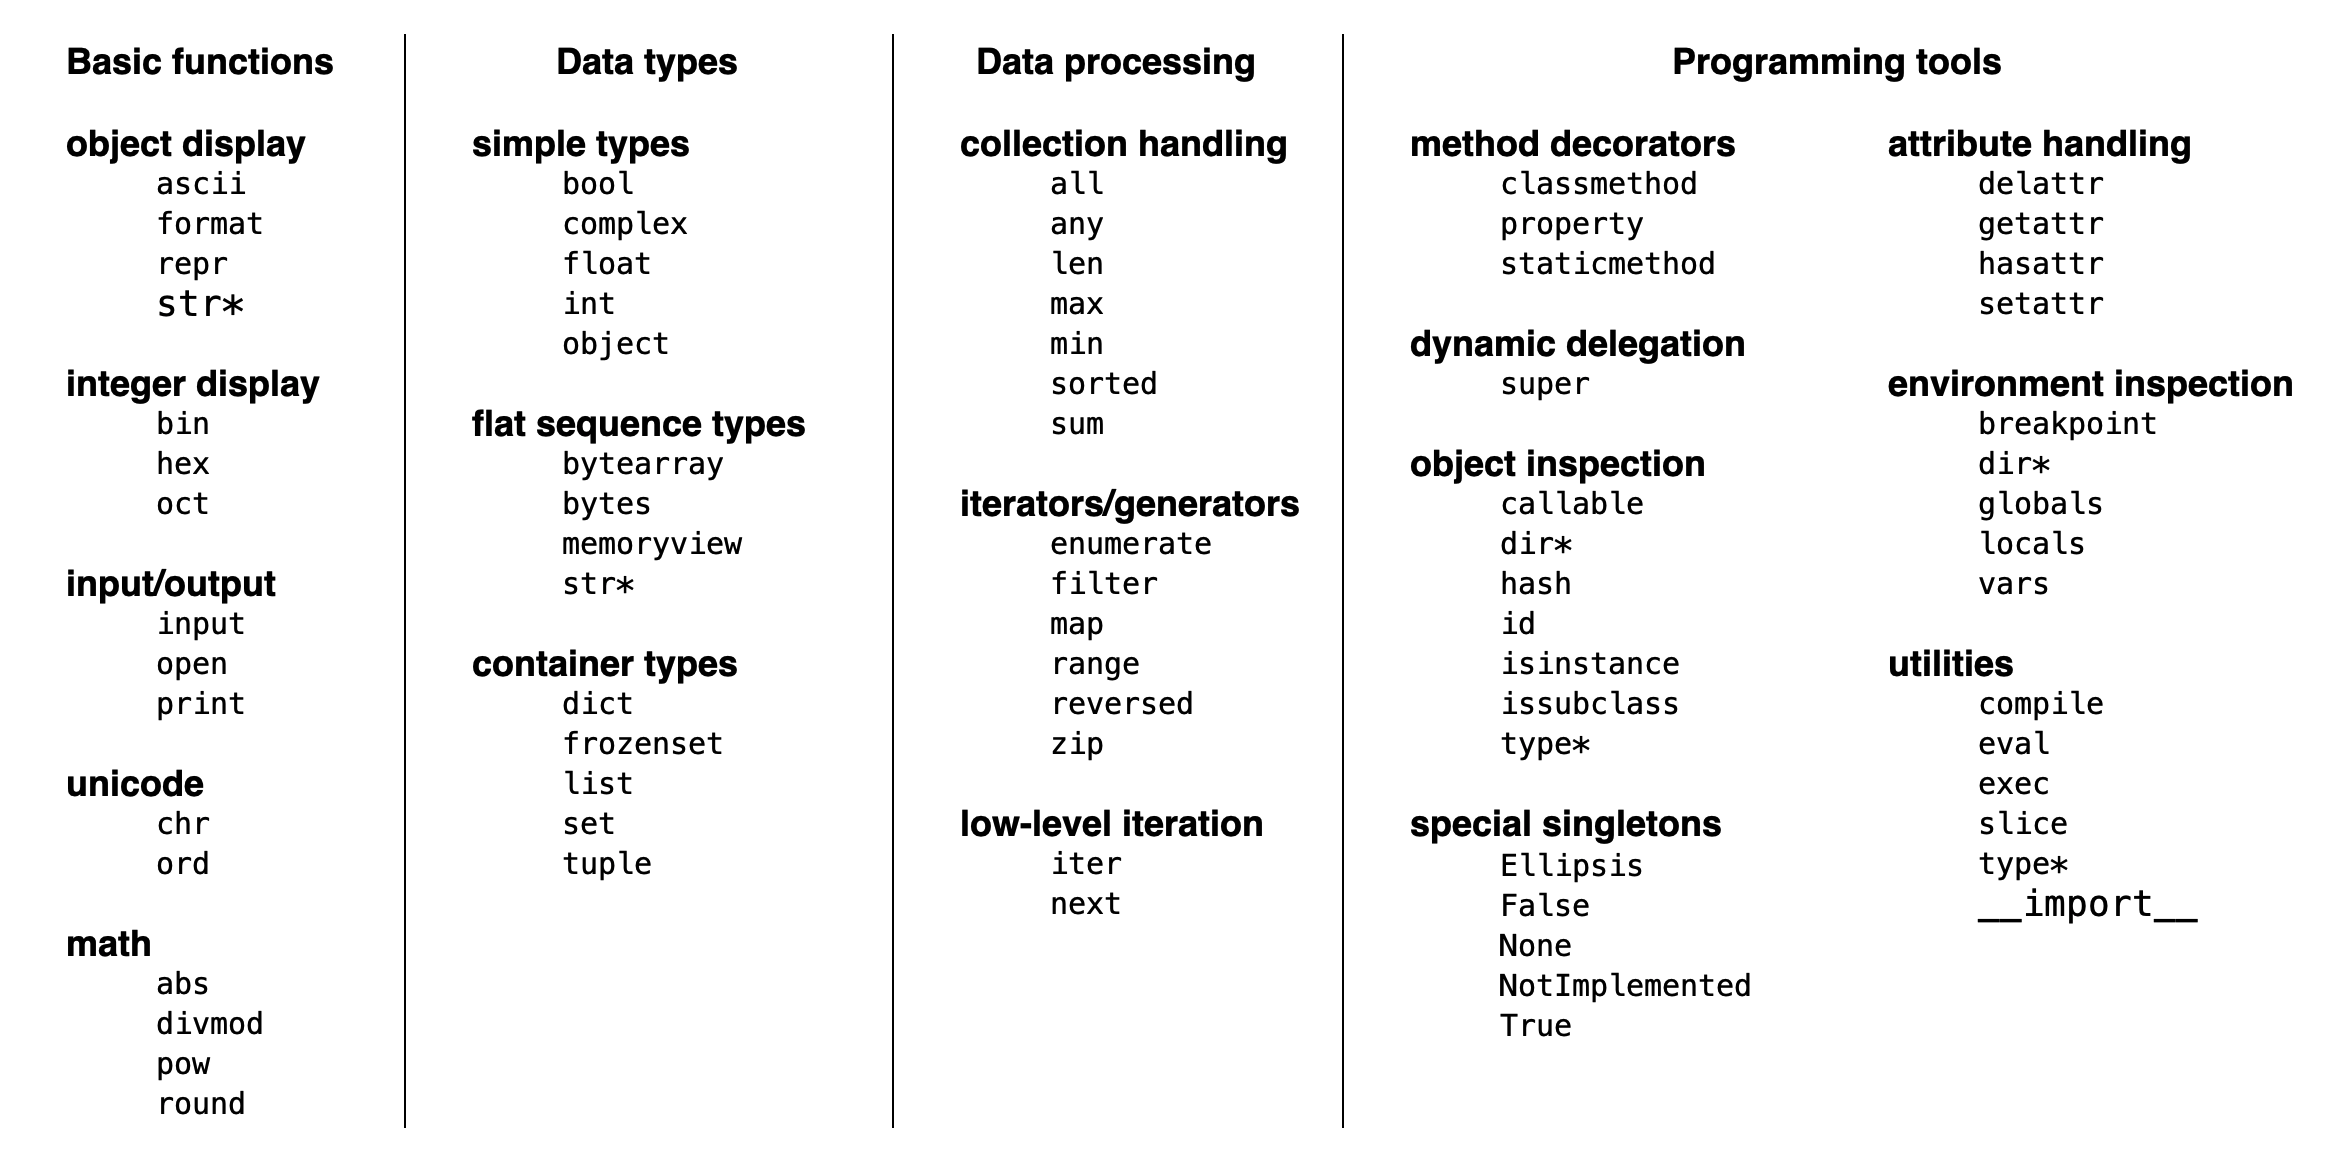 Basic functions
object display
ascii
format
repr
str*
integer display
bin
hex
oct
input/output
input
open
print
unicode
chr
ord
math
abs
divmod
pow
round
Data types
simple types
bool
complex
float
int
object
flat sequence types
bytearray
bytes
memoryview
str*
container types
dict
frozenset
list
set
tuple
Data processing
collection handling
all
any
len
max
min
sorted
sum
iterators/generators
enumerate
filter
map
range
reversed
zip
low-level iteration
iter
next
Programming tools
method decorators
classmethod
property
staticmethod
dynamic delegation
super
object inspection
callable
dir*
hash
id
isinstance
issubclass
type*
special singletons
Ellipsis
False
None
NotImplemented
True
attribute handling
delattr
getattr
hasattr
setattr
environment inspection
breakpoint
dir*
globals
locals
vars
utilities
compile
eval
exec
slice
type*
__import__